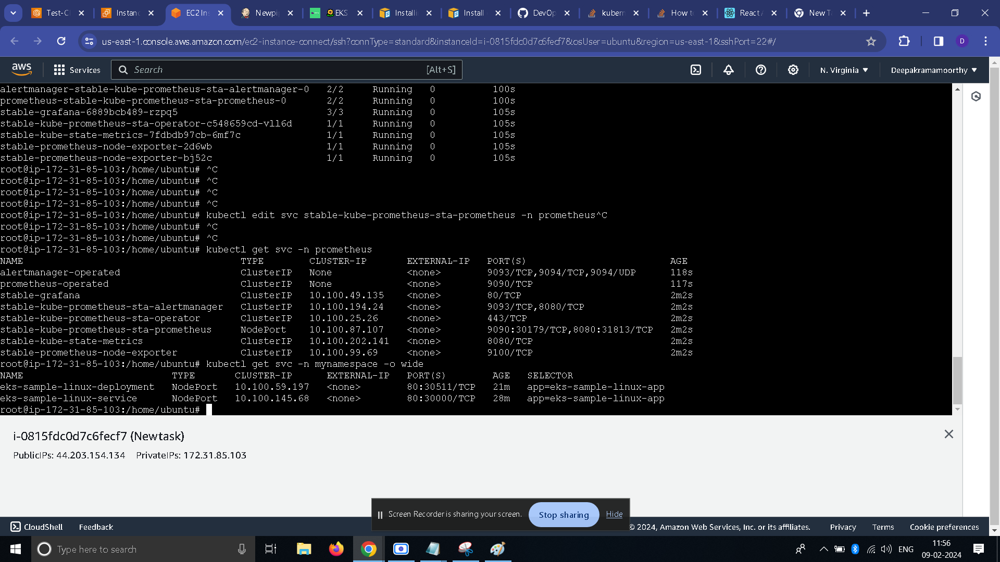 Test-Cl
Instanc
EC2 Ins
Newpi
EKS
Installi
Install
DevOp
kubern
How to
React A
New Ta
us-east-1.console.aws.amazon.com/ec2-instance-connect/ssh?connType=standard&instanceId=i-0815fdc0d7c6fecf7&osUser=ubuntu&region=us-east-1&sshPort=22#/
D
aws
Services
Search
[Alt+S]
N. Virginia
Deepakramamoorthy
alertmanager-stable-kube-prometheus-sta-alertmanager-0 2/2 Running 0 100s
prometheus-stable-kube-prometheus-sta-prometheus-0 2/2 Running 0 100s
stable-grafana-6889bcb489-rzpq5 3/3 Running 0 105s
stable-kube-prometheus-sta-operator-c548659cd-vll6d 1/1 Running 0 105s
stable-kube-state-metrics-7fdbdb97cb-6mf7c 1/1 Running 0 105s
stable-prometheus-node-exporter-2d6wb 1/1 Running 0 105s
stable-prometheus-node-exporter-bj52c 1/1 Running 0 105s
root@ip-172-31-85-103:/home/ubuntu# ^C
root@ip-172-31-85-103:/home/ubuntu# ^C
root@ip-172-31-85-103:/home/ubuntu# ^C
root@ip-172-31-85-103:/home/ubuntu# ^C
root@ip-172-31-85-103:/home/ubuntu# kubectl edit svc stable-kube-prometheus-sta-prometheus -n prometheus^C
root@ip-172-31-85-103:/home/ubuntu# ^C
root@ip-172-31-85-103:/home/ubuntu# ^C
root@ip-172-31-85-103:/home/ubuntu# kubectl get svc -n prometheus
NAME TYPE CLUSTER-IP EXTERNAL-IP PORT(S) AGE
alertmanager-operated ClusterIP None <none> 9093/TCP,9094/TCP,9094/UDP 118s
prometheus-operated ClusterIP None <none> 9090/TCP 117s
stable-grafana ClusterIP 10.100.49.135 <none> 80/TCP 2m2s
stable-kube-prometheus-sta-alertmanager ClusterIP 10.100.194.24 <none> 9093/TCP,8080/TCP 2m2s
stable-kube-prometheus-sta-operator ClusterIP 10.100.25.26 <none> 443/TCP 2m2s
stable-kube-prometheus-sta-prometheus NodePort 10.100.87.107 <none> 9090:30179/TCP,8080:31813/TCP 2m2s
stable-kube-state-metrics ClusterIP 10.100.202.141 <none> 8080/TCP 2m2s
stable-prometheus-node-exporter ClusterIP 10.100.99.69 <none> 9100/TCP 2m2s
root@ip-172-31-85-103:/home/ubuntu# kubectl get svc -n mynamespace -o wide
NAME TYPE CLUSTER-IP EXTERNAL-IP PORT(S) AGE SELECTOR
eks-sample-linux-deployment NodePort 10.100.59.197 <none> 80:30511/TCP 21m app=eks-sample-linux-app
eks-sample-linux-service NodePort 10.100.145.68 <none> 80:30000/TCP 28m app=eks-sample-linux-app
root@ip-172-31-85-103:/home/ubuntu#
i-0815fdc0d7c6fecf7 (Newtask)
PublicIPs: 44.203.154.134 PrivateIPs: 172.31.85.103
Screen Recorder is sharing your screen.
Stop sharing
Hide
CloudShell
Feedback
© 2024, Amazon Web Services, Inc. or its affiliates.
Privacy
Terms
Cookie preferences
Type here to search
ENG
11:56
09-02-2024